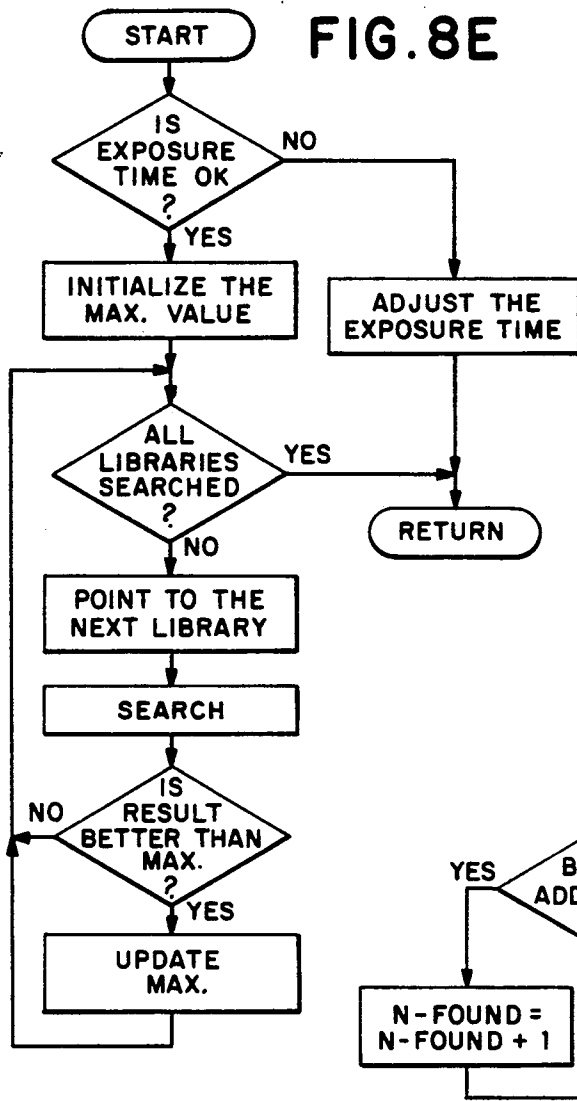 START
FIG. 8E
IS
EXPOSURE
TIME OK
?
NO
YES
INITIALIZE THE
MAX. VALUE
ADJUST THE
EXPOSURE TIME
ALL
LIBRARIES
SEARCHED
?
YES
RETURN
NO
POINT TO THE
NEXT LIBRARY
SEARCH
IS
RESULT
BETTER THAN
MAX.
?
NO
YES
UPDATE
MAX.
YES
B
ADD
N-FOUND =
N-FOUND + 1